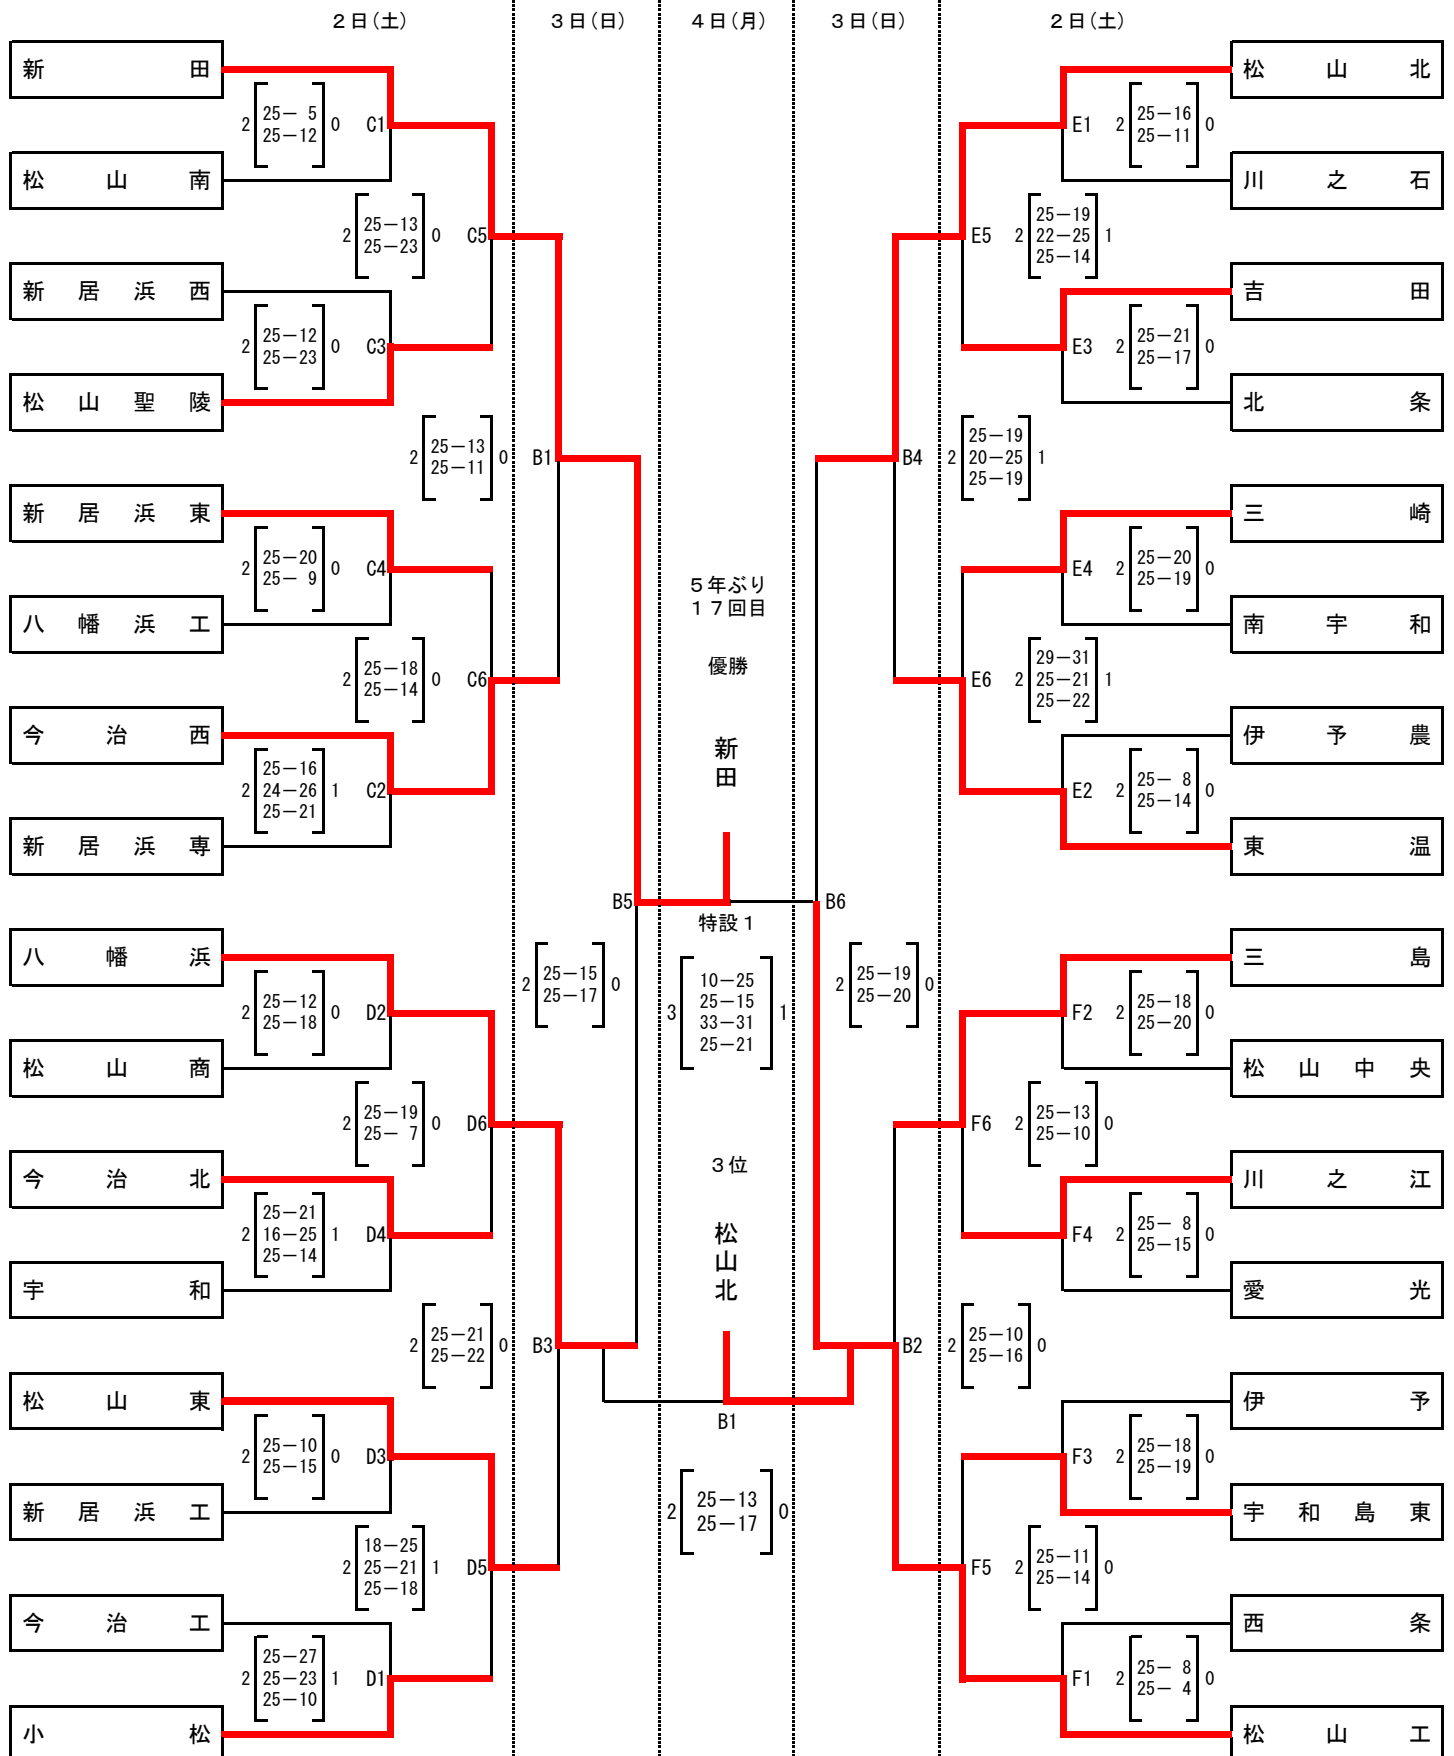 ２日（土）　３日（日）　４日（月）　３日（日）　２日（土）
新田
2 25－ 5 0 C1
25－12
松山南
2 25－13 0 C5
25－23
新居浜西
2 25－12 0 C3
25－23
松山聖陵
2 25－13 0 B1
25－11
新居浜東
2 25－20 0 C4
25－ 9
八幡浜工
2 25－18 0 C6
25－14
今治西
25－16
2 24－26 1 C2
25－21
新居浜専
B5
2 25－15 0
25－17
八幡浜
2 25－12 0 D2
25－18
松山商
2 25－19 0 D6
25－ 7
今治北
25－21
2 16－25 1 D4
25－14
宇和
2 25－21 0 B3
25－22
松山東
2 25－10 0 D3
25－15
新居浜工
18－25
2 25－21 1 D5
25－18
今治工
25－27
2 25－23 1 D1
25－10
小松
５年ぶり
１７回目
優勝
新
田
特設１
10－25
25－15
3 33－31 1
25－21
３位
松
山
北
B1
2 25－13 0
25－17
松山北
E1 2 25－16 0
25－11
川之石
25－19
E5 2 22－25 1
25－14
吉田
E3 2 25－21 0
25－17
北条
25－19
B4 2 20－25 1
25－19
三崎
E4 2 25－20 0
25－19
南宇和
29－31
E6 2 25－21 1
25－22
伊予農
E2 2 25－ 8 0
25－14
東温
B6
2 25－19 0
25－20
三島
F2 2 25－18 0
25－20
松山中央
F6 2 25－13 0
25－10
川之江
F4 2 25－ 8 0
25－15
愛光
B2 2 25－10 0
25－16
伊予
F3 2 25－18 0
25－19
宇和島東
F5 2 25－11 0
25－14
西条
F1 2 25－ 8 0
25－ 4
松山工